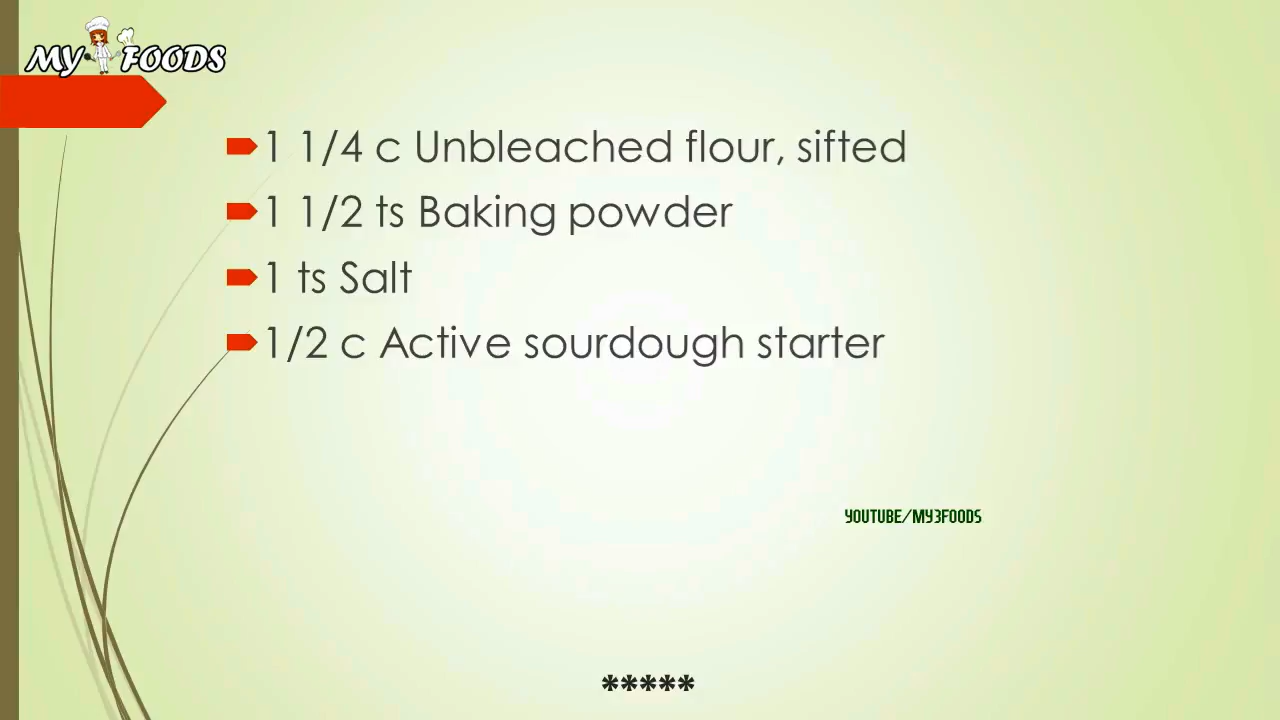 MY FOODS
1 1/4 c Unbleached flour, sifted
1 1/2 ts Baking powder
1 ts Salt
1/2 c Active sourdough starter
YOUTUBE/MY3FOODS
*****